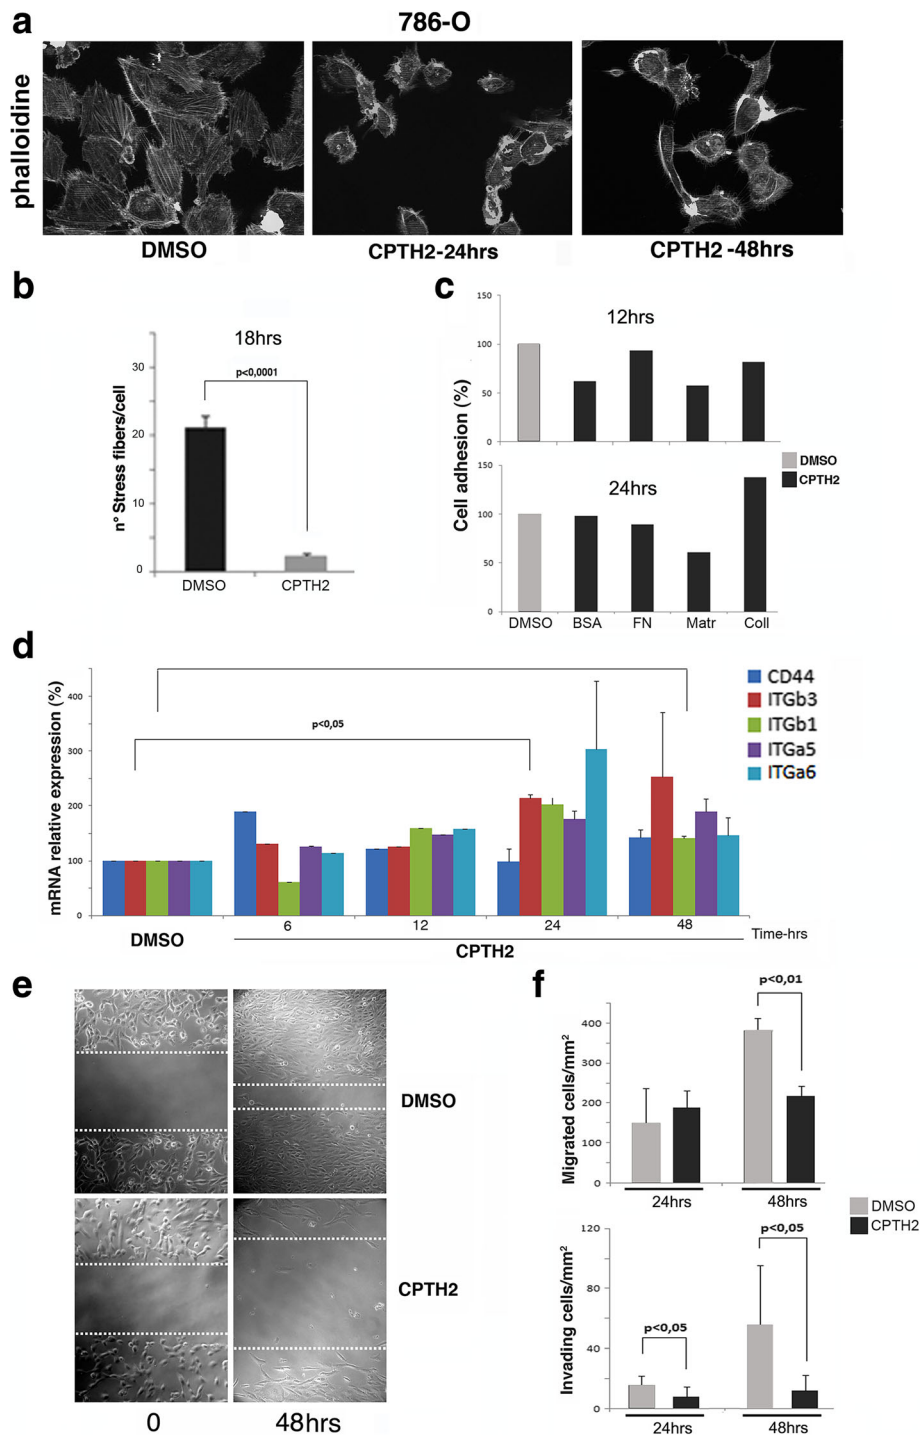 a
786-O
phalloidine
DMSO
CPTH2-24hrs
CPTH2 -48hrs
b
18hrs
p<0,0001
n° Stress fibers/cell
30
20
10
0
DMSO
CPTH2
c
Cell adhesion (%)
12hrs
150
100
50
0
24hrs
150
100
50
0
DMSO
BSA
FN
Matr
Coll
DMSO
CPTH2
d
mRNA relative expression (%)
400
300
200
100
0
p<0,05
CD44
ITGb3
ITGb1
ITGa5
ITGa6
DMSO
6
12
24
48
Time-hrs
CPTH2
e
DMSO
CPTH2
0
48hrs
f
Migrated cells/mm²
400
300
200
100
0
p<0,01
24hrs
48hrs
DMSO
CPTH2
Invading cells/mm²
120
80
40
0
p<0,05
p<0,05
24hrs
48hrs